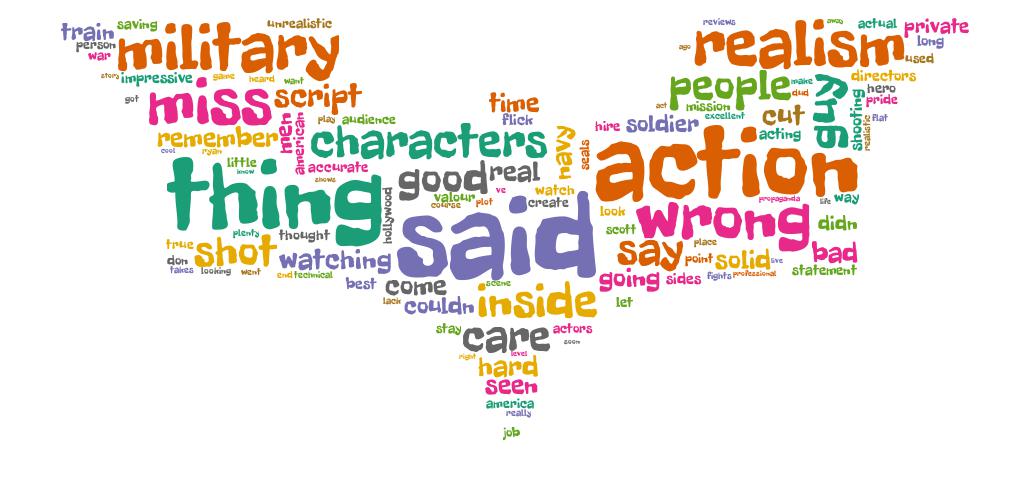 train
saving
unrealistic
person
military
war
story
impressive
game
heard
want
got
miss
script
remember
men
american
play
audience
cool
ryan
characters
time
flick
navy
seals
little
know
accurate
shows
thing
hollywood
good
real
valour
course
plot
ve
watch
create
said
plenty
thought
true
shot
don
takes
looking
went
watching
end
technical
best
come
scene
lack
couldn
inside
stay
care
actors
soon
right
level
hard
seen
america
really
job
reviews
away
actual
private
ago
realism
long
used
people
make
dud
guy
directors
hero
pride
act
mission
excellent
cut
acting
shooting
realistic
flat
hire
soldier
action
propaganda
life
way
look
scott
wrong
didn
say
place
point
solid
live
bad
statement
going
sides
fights
professional
let